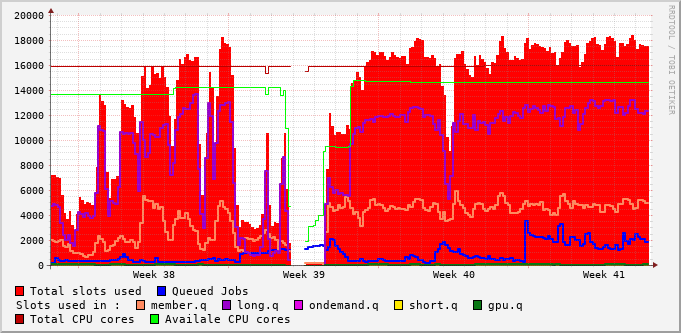 20000
18000
16000
14000
12000
10000
8000
6000
4000
2000
0
Week 38 Week 39 Week 40 Week 41
RRDTOOL / TOBI OETIKER
Total slots used Queued Jobs
Slots used in : member.q long.q ondemand.q short.q gpu.q
Total CPU cores Availale CPU cores